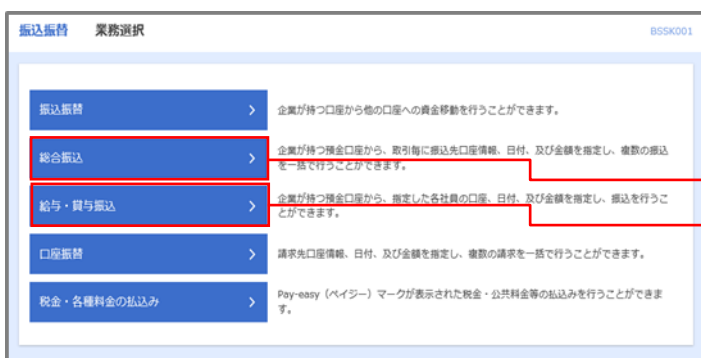 振込振替 業務選択 BSSK001
振込振替 企業が持つ口座から他の口座への資金移動を行うことができます。
総合振込 企業が持つ預金口座から、取引毎に振込先口座情報、日付、及び金額を指定し、複数の振込
を一括で行うことができます。
給与・賞与振込 企業が持つ預金口座から、指定した各社員の口座、日付、及び金額を指定し、振込を行うこ
とができます。
口座振替 請求先口座情報、日付、及び金額を指定し、複数の請求を一括で行うことができます。
税金・各種料金の払込み Pay-easy（ペイジー）マークが表示された税金・公共料金等の払込みを行うことができま
す。